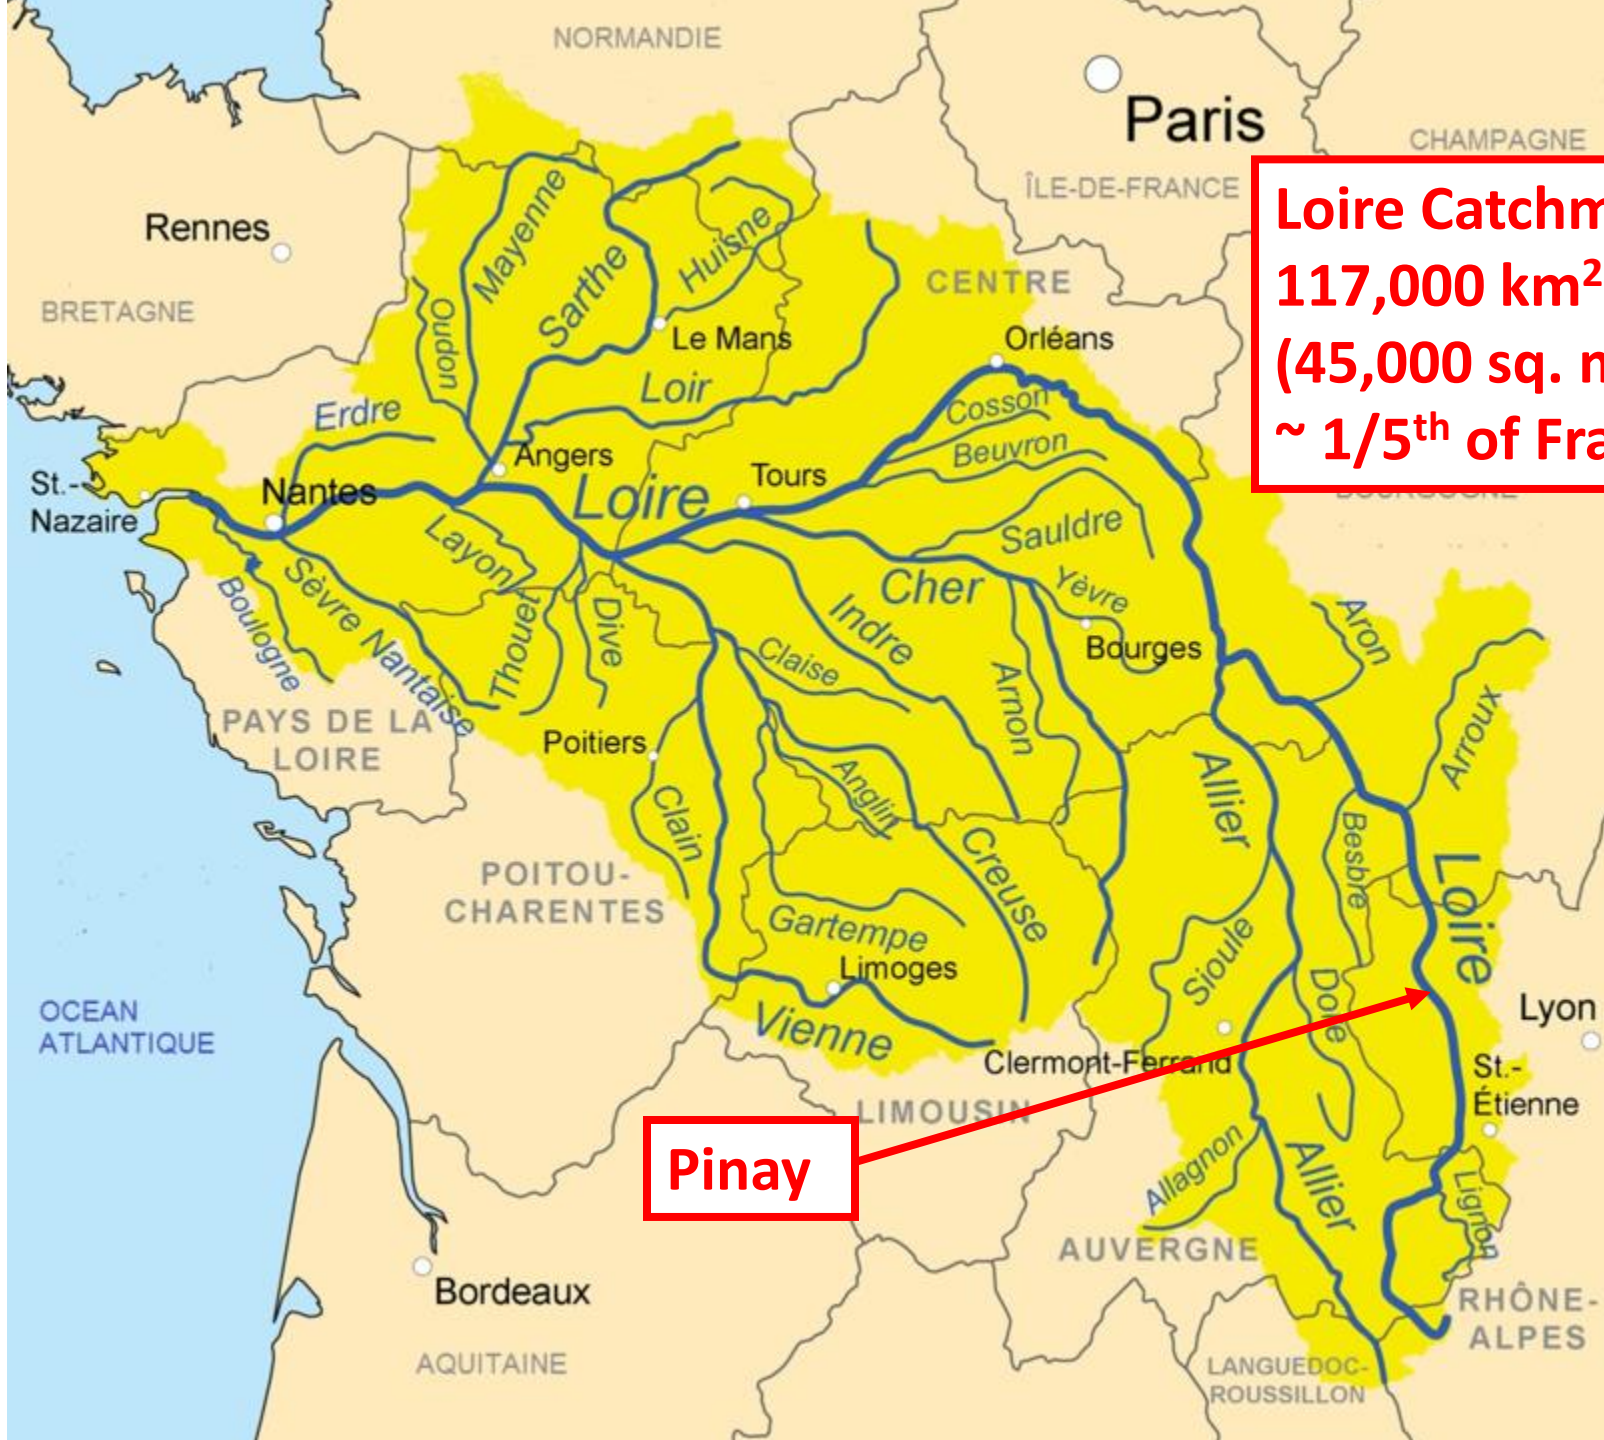 NORMANDIE
Paris
CHAMPAGNE
ÎLE-DE-FRANCE
Rennes
BRETAGNE
Mayenne
Sarthe
Huisne
Oudon
Le Mans
Loir
Erdre
CENTRE
Orléans
Loire
117,000 km²
(45,000 sq.
~ 1/5th of
Cosson
Beuvron
Angers
Tours
Loire
St.-
Nazaire
Nantes
Layon
Sauldre
Cher
Yèvre
Bourges
Indre
Boulogne
Sèvre Nantaise
Thouet
Dive
Claise
Arnon
Aron
Arroux
PAYS DE LA
LOIRE
Poitiers
Clain
Anglin
Allier
Besbre
Loire
POITOU-
CHARENTES
Creuse
Gartempe
Limoges
Vienne
Sioule
Dore
Lyon
OCEAN
ATLANTIQUE
Clermont-Ferrand
St.-
Étienne
LIMOUSIN
Pinay
Allagnon
Allier
Lignon
AUVERGNE
Bordeaux
RHÔNE-
ALPES
AQUITAINE
LANGUEDOC-
ROUSSILLON